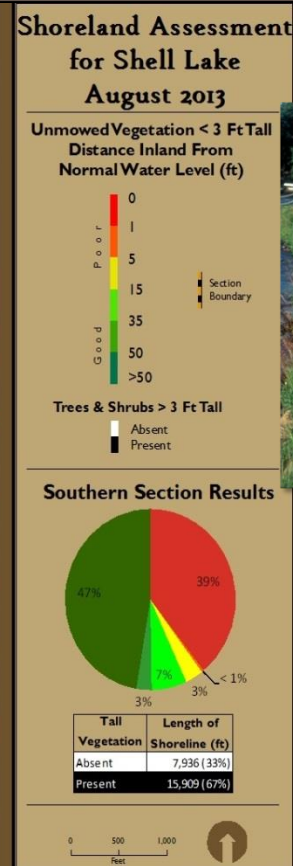 Shoreland Assessment
for Shell Lake
August 2013
Unmowed Vegetation < 3 Ft Tall
Distance Inland From
Normal Water Level (ft)
Poor
Good
0
1
5
15
35
50
>50
Section
Boundary
Trees & Shrubs > 3 Ft Tall
Absent
Present
Southern Section Results
47%
39%
< 1%
3%
7%
3%
Tall Vegetation Length of Shoreline (ft)
Absent 7,936 (33%)
Present 15,909 (67%)
0 500 1,000
Feet